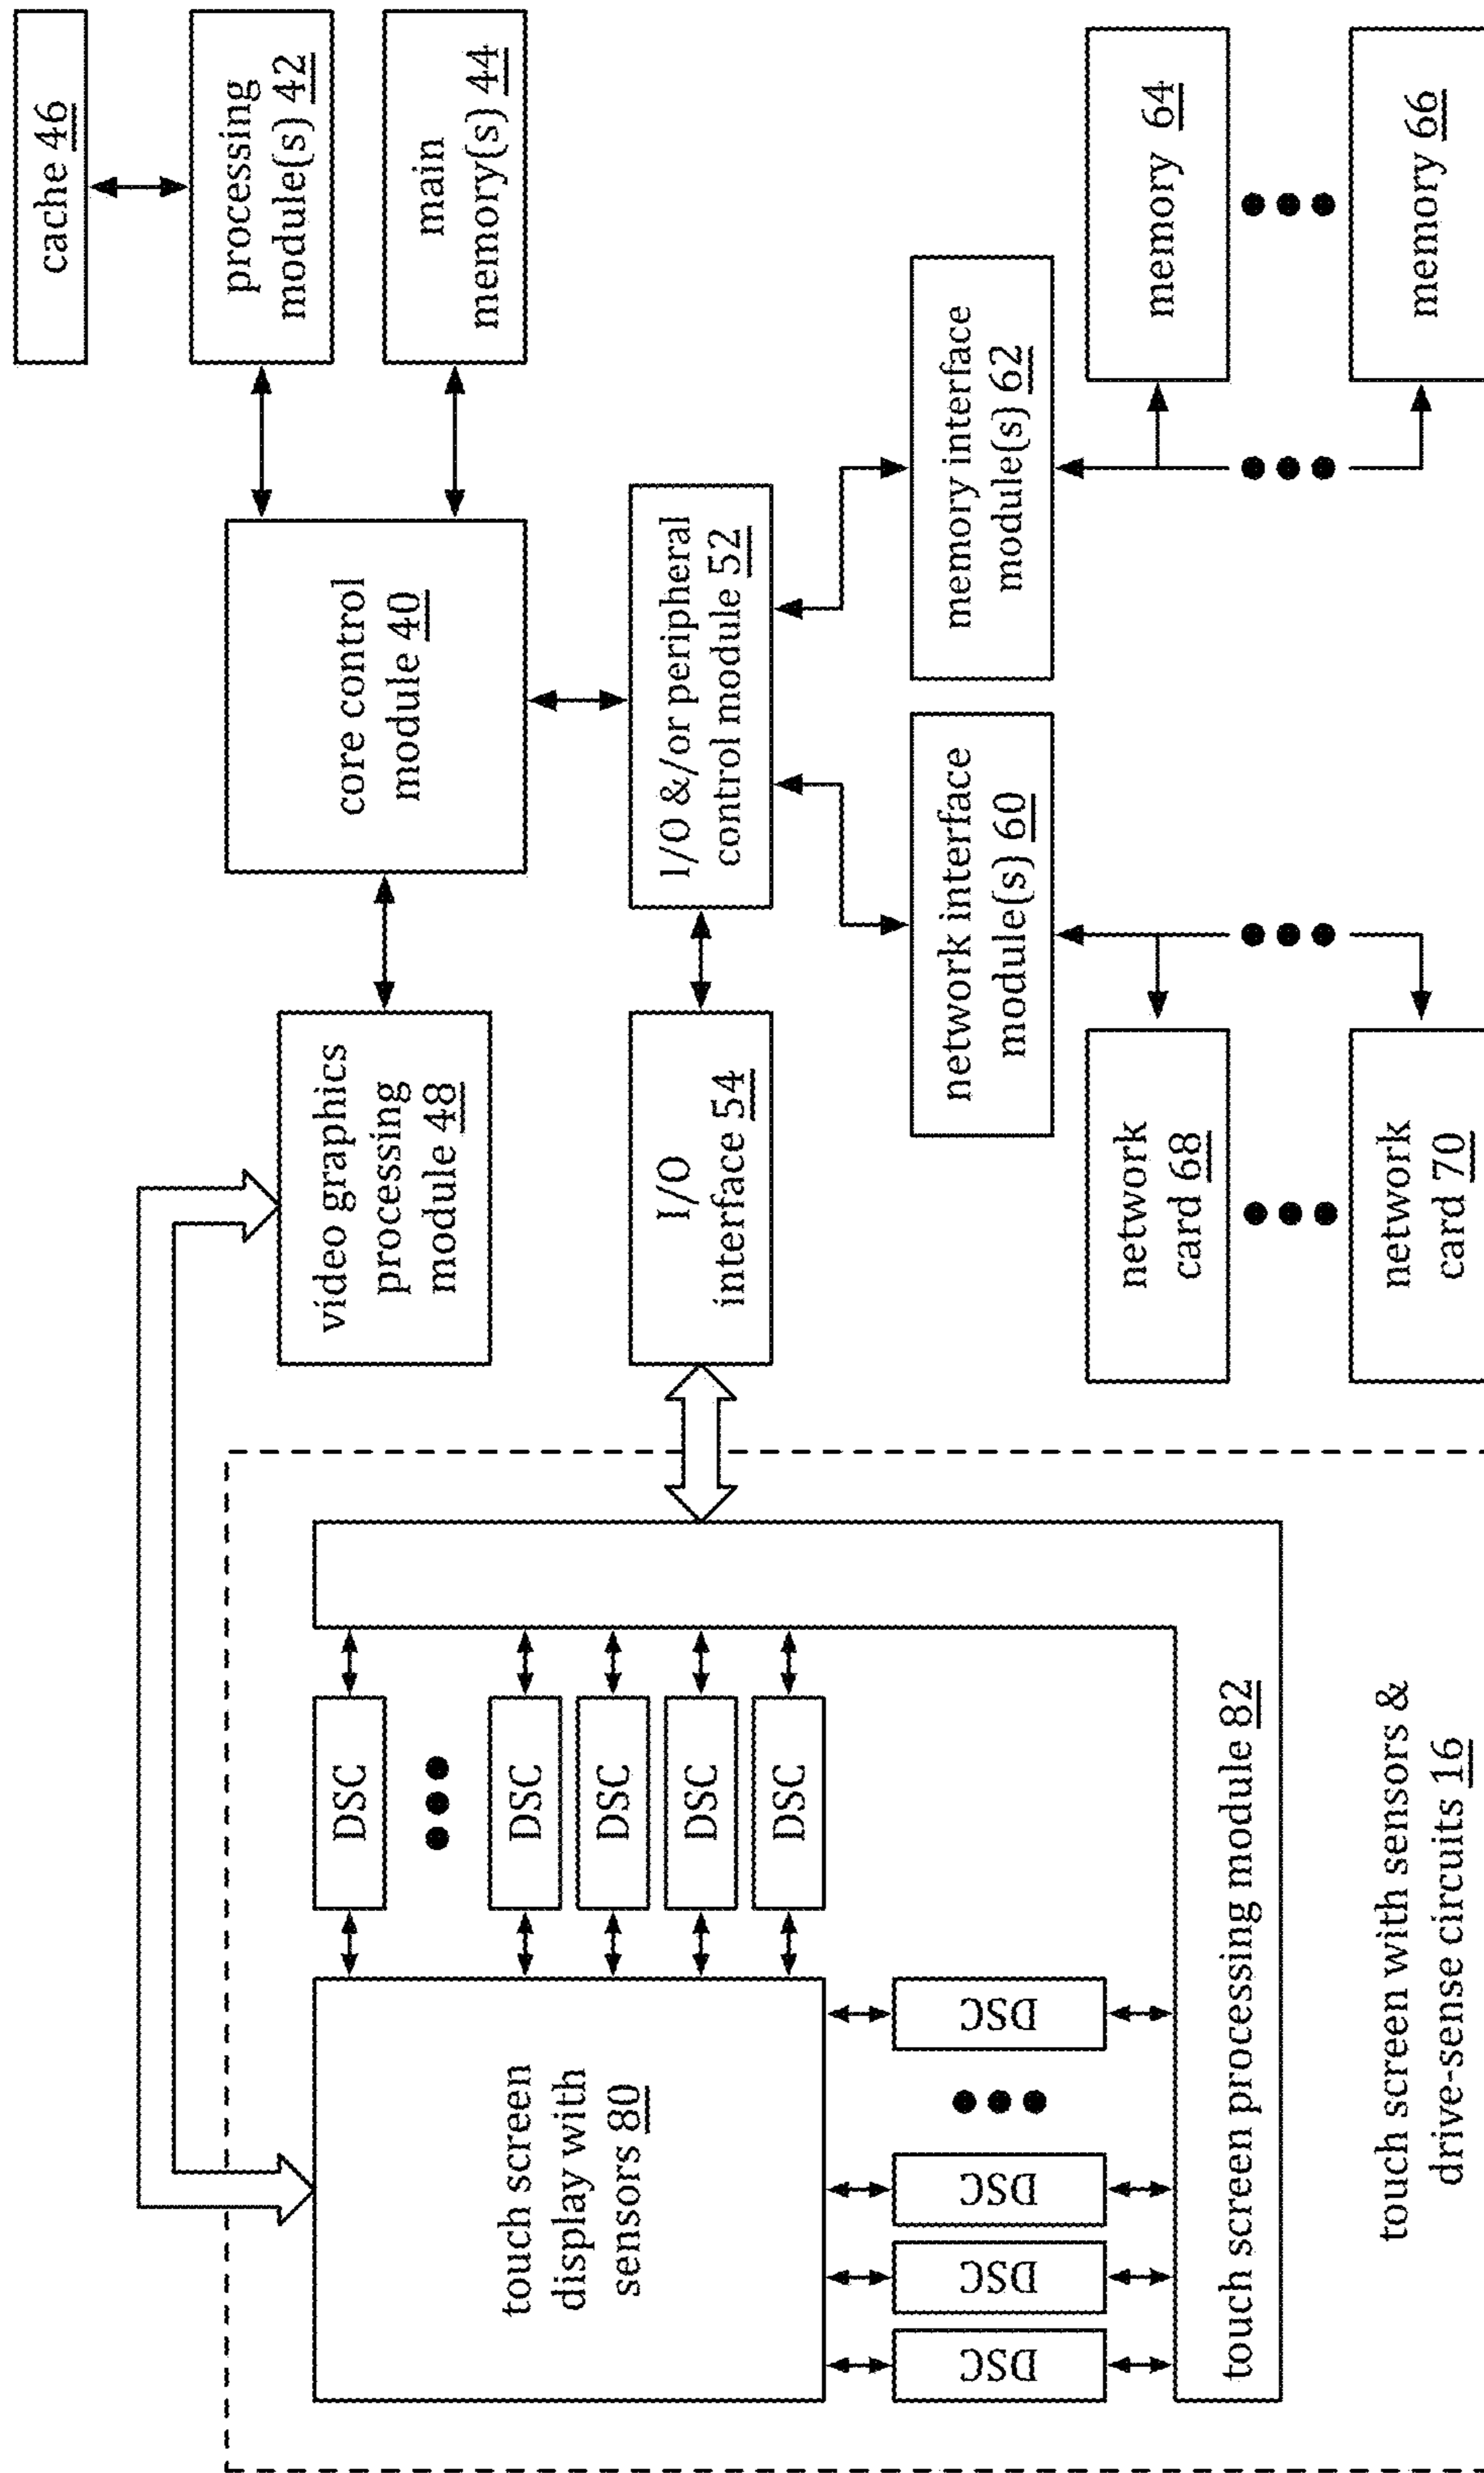 cache 46
processing
module(s) 42
main
memory(s) 44
core control
module 40
video graphics
processing
module 48
I/O &/or peripheral
control module 52
I/O
interface 54
memory interface
module(s) 62
network interface
module(s) 60
memory 64
memory 66
network
card 68
network
card 70
DSC
DSC
DSC
DSC
DSC
touch screen
display with
sensors 80
DSC
DSC
DSC
DSC
touch screen processing module 82
touch screen with sensors &
drive-sense circuits 16